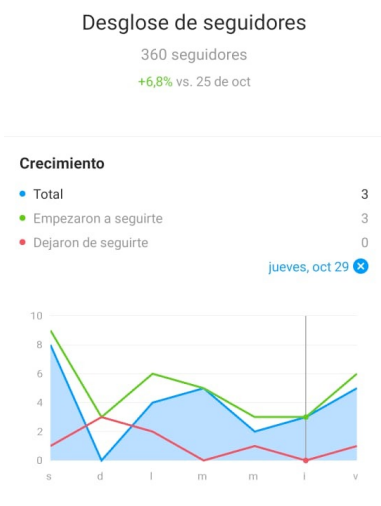 Desglose de seguidores
360 seguidores
+6,8% vs. 25 de oct
Crecimiento
Total 3
Empezaron a seguirte 3
Dejaron de seguirte 0
jueves, oct 29
10
8
6
4
2
0
s d l m m j v